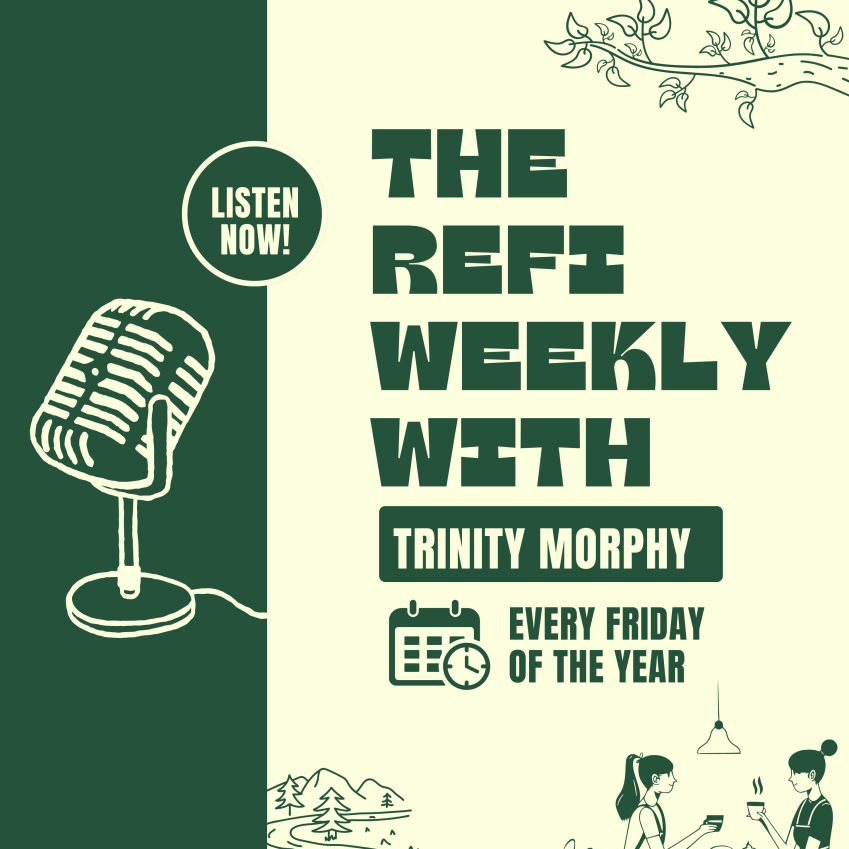 LISTEN
NOW!
THE
REFI
WEEKLY
WITH
TRINITY MORPHY
EVERY FRIDAY
OF THE YEAR